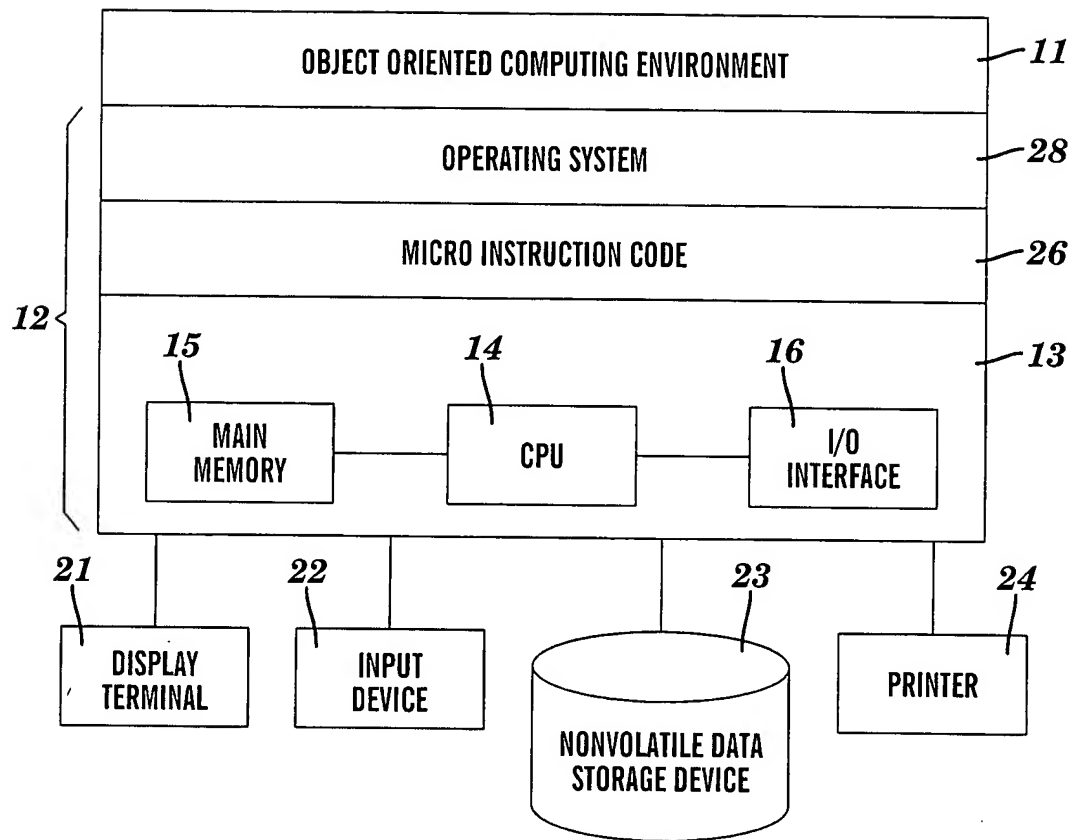 OBJECT ORIENTED COMPUTING ENVIRONMENT
11
OPERATING SYSTEM
28
MICRO INSTRUCTION CODE
26
12
15
14
16
13
MAIN
MEMORY
CPU
I/O
INTERFACE
21
22
23
24
DISPLAY
TERMINAL
INPUT
DEVICE
NONVOLATILE DATA
STORAGE DEVICE
PRINTER